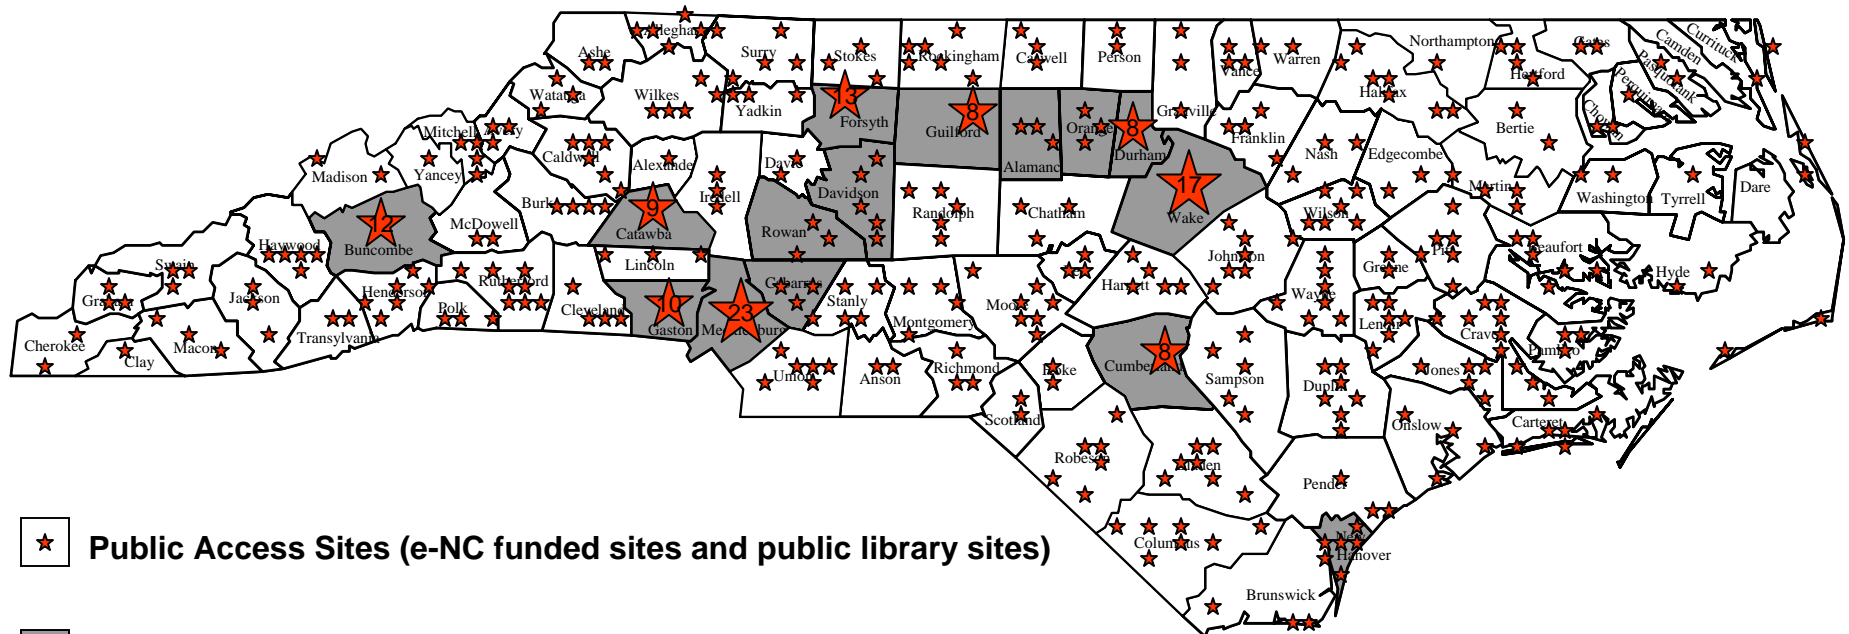 Alleghany
Ashe
Surry
Stokes
Rockingham
Caswell
Person
Vance
Warren
Northampton
Gates
Camden
Currituck
Pasquotank
Perquimans
Hertford
Halifax
Watauga
Wilkes
Yadkin
13
Forsyth
8
Guilford
Alamance
Orange
8
Durham
Granville
Franklin
Chowan
Bertie
Mitchell
Avery
Caldwell
Alexander
Davie
Nash
Edgecombe
Madison
Yancey
Iredell
Davidson
17
Wake
Martin
Washington
Tyrrell
Dare
Burke
9
Catawba
Randolph
Chatham
Wilson
12
Buncombe
McDowell
Rowan
Haywood
Swain
Lincoln
Lee
Johnston
Greene
Pitt
Beaufort
Hyde
Graham
Jackson
Henderson
Rutherford
Polk
Cleveland
10
Gaston
23
Mecklenburg
Cabarrus
Stanly
Montgomery
Moore
Harnett
Wayne
Lenoir
Craven
Pamlico
Cherokee
Clay
Macon
Transylvania
Union
Anson
Richmond
Hoke
8
Cumberland
Sampson
Duplin
Jones
Scotland
Onslow
Carteret
Robeson
Bladen
Pender
Columbus
New
Hanover
Brunswick
Public Access Sites (e-NC funded sites and public library sites)